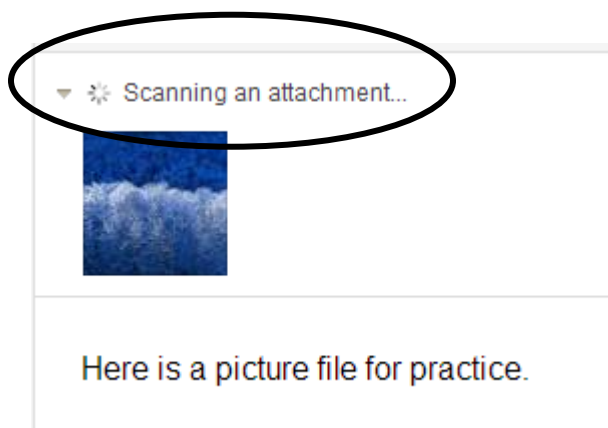 Scanning an attachment...
Here is a picture file for practice.